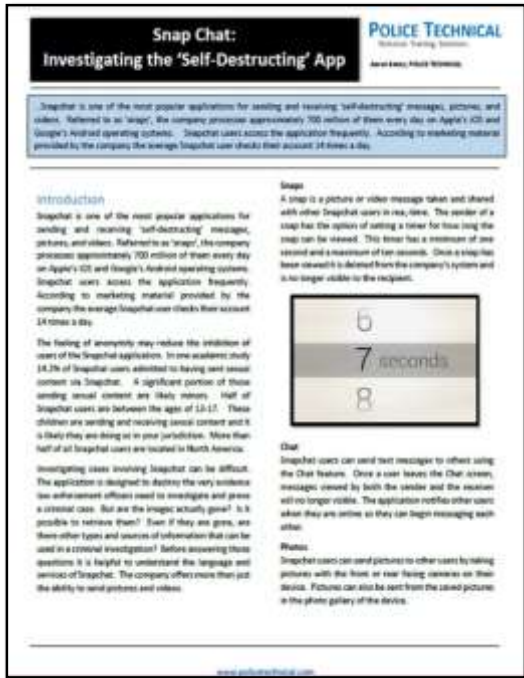 Snap Chat:
Investigating the 'Self-Destructing' App
POLICE TECHNICAL
Aaron Edens, POLICE TECHNICAL
Snapchat is one of the most popular applications for sending and receiving 'self-destructing' messages, pictures, and
videos. Referred to as 'snaps', the company processes approximately 700 million of them every day on Apple's iOS and
Google's Android operating systems. Snapchat users access the application frequently. According to marketing material
provided by the company the average Snapchat user checks their account 14 times a day.
Introduction
Snapchat is one of the most popular applications for
sending and receiving 'self-destructing' messages,
pictures, and videos. Referred to as 'snaps', the company
processes approximately 700 million of them every day
on Apple's iOS and Google's Android operating systems.
Snapchat users access the application frequently.
According to marketing material provided by the
company the average Snapchat user checks their account
14 times a day.
The feeling of anonymity may reduce the inhibition of
users of the Snapchat application. In one academic study
14.2% of Snapchat users admitted to having sent sexual
content via Snapchat. A significant portion of those
sending sexual content are likely minors. Half of
Snapchat users are between the ages of 13-17. These
children are sending and receiving sexual content and it
is likely they are doing so in your jurisdiction. More than
half of all Snapchat users are located in North America.
Investigating cases involving Snapchat can be difficult.
The application is designed to destroy the very evidence
law enforcement officers need to investigate and prove
a criminal case. But are the images actually gone? Is it
possible to retrieve them? Even if they are gone, are
there other types and sources of information that can be
used in a criminal investigation? Before answering those
questions it is helpful to understand the language and
services of Snapchat. The company offers more than just
the ability to send pictures and videos.
Snaps
A snap is a picture or video message taken and shared
with other Snapchat users in real time. The sender of a
snap has the option of setting a timer for how long the
snap can be viewed. This timer has a minimum of one
second and a maximum of ten seconds. Once a snap has
been viewed it is deleted from the company's system and
is no longer visible to the recipient.
6
7 seconds
8
Chat
Snapchat users can send text messages to others using
the Chat feature. Once a user leaves the Chat screen,
messages viewed by both the sender and the receiver
will no longer visible. The application notifies other users
when they are online so they can begin messaging each
other.
Photos
Snapchat users can send pictures to other users by taking
pictures with the front or rear facing cameras on their
device. Pictures can also be sent from the saved pictures
in the photo gallery of the device.
www.policetechnical.com